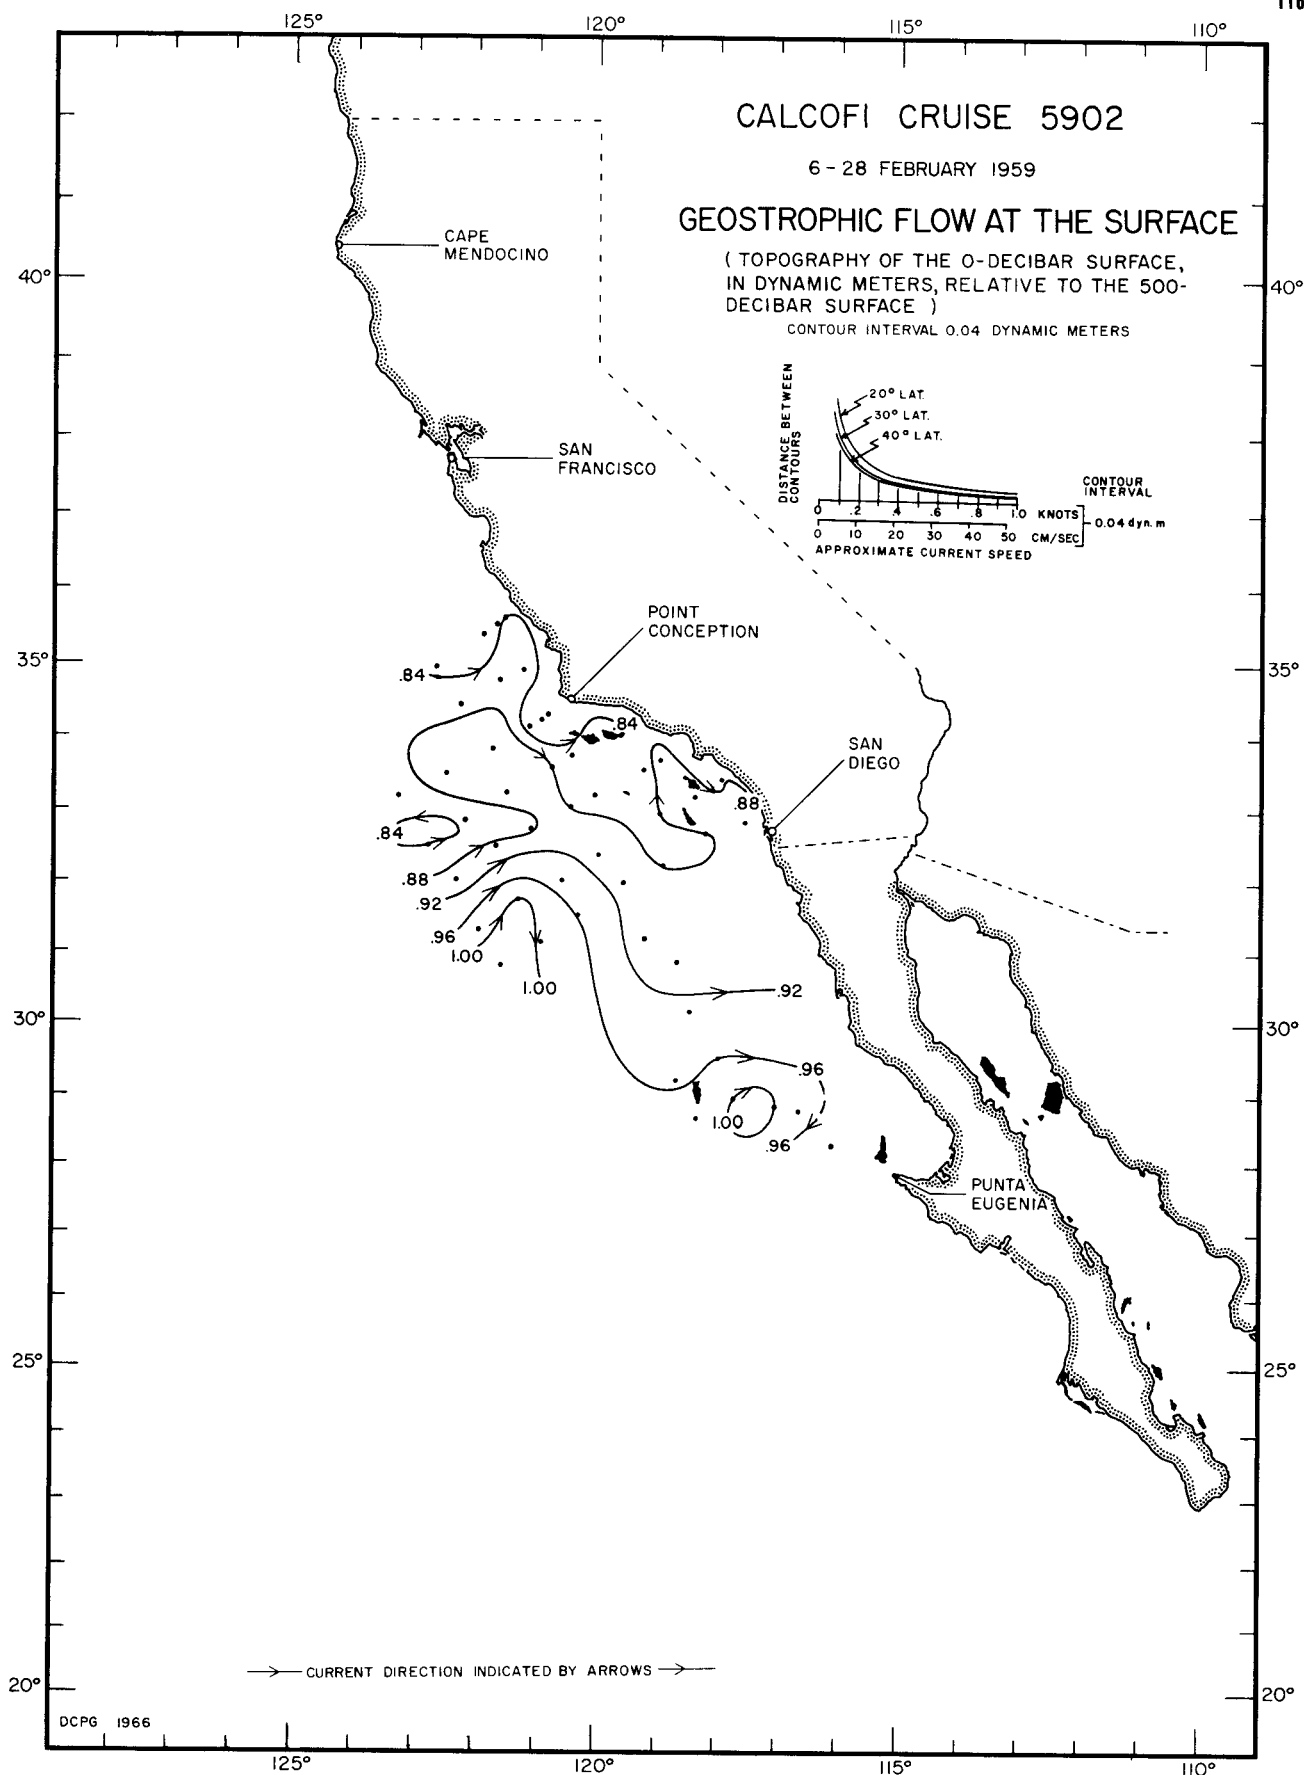 116
125°
120°
115°
110°
CALCOFI CRUISE 5902
6-28 FEBRUARY 1959
GEOSTROPHIC FLOW AT THE SURFACE
( TOPOGRAPHY OF THE 0-DECIBAR SURFACE,
IN DYNAMIC METERS, RELATIVE TO THE 500-
DECIBAR SURFACE )
CONTOUR INTERVAL 0.04 DYNAMIC METERS
CAPE
MENDOCINO
40°
40°
DISTANCE BETWEEN
CONTOURS
20° LAT.
30° LAT.
40° LAT.
CONTOUR
INTERVAL
0 .2 .4 .6 .8 1.0 KNOTS
0.04 dyn. m
0 10 20 30 40 50 CM/SEC
APPROXIMATE CURRENT SPEED
SAN
FRANCISCO
POINT
CONCEPTION
35°
35°
.84
.84
SAN
DIEGO
.88
.84
.88
.92
.96
1.00
1.00
.92
30°
30°
.96
1.00
.96
PUNTA
EUGENIA
25°
25°
CURRENT DIRECTION INDICATED BY ARROWS
20°
20°
DCPG 1966
125°
120°
115°
110°